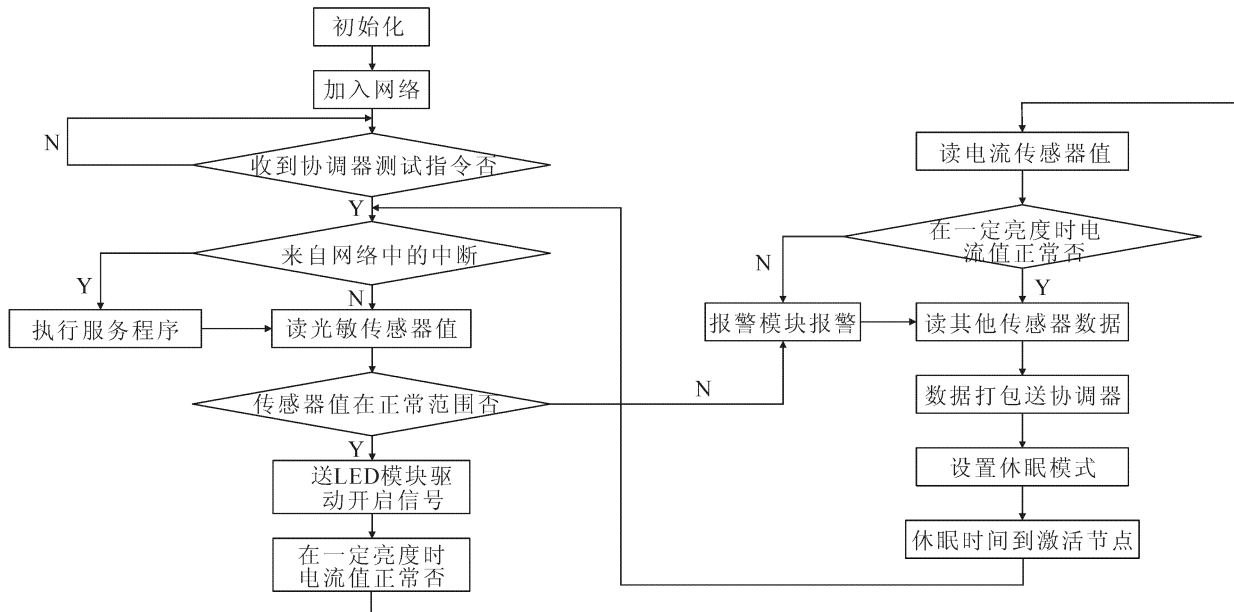 初始化
加入网络
N
收到协调器测试指令否
Y
来自网络中的中断
Y
N
执行服务程序
读光敏传感器值
传感器值在正常范围否
N
Y
送LED模块驱
动开启信号
在一定亮度时
电流值正常否
读电流传感器值
在一定亮度时电
流值正常否
N
Y
报警模块报警
读其他传感器数据
数据打包送协调器
设置休眠模式
休眠时间到激活节点